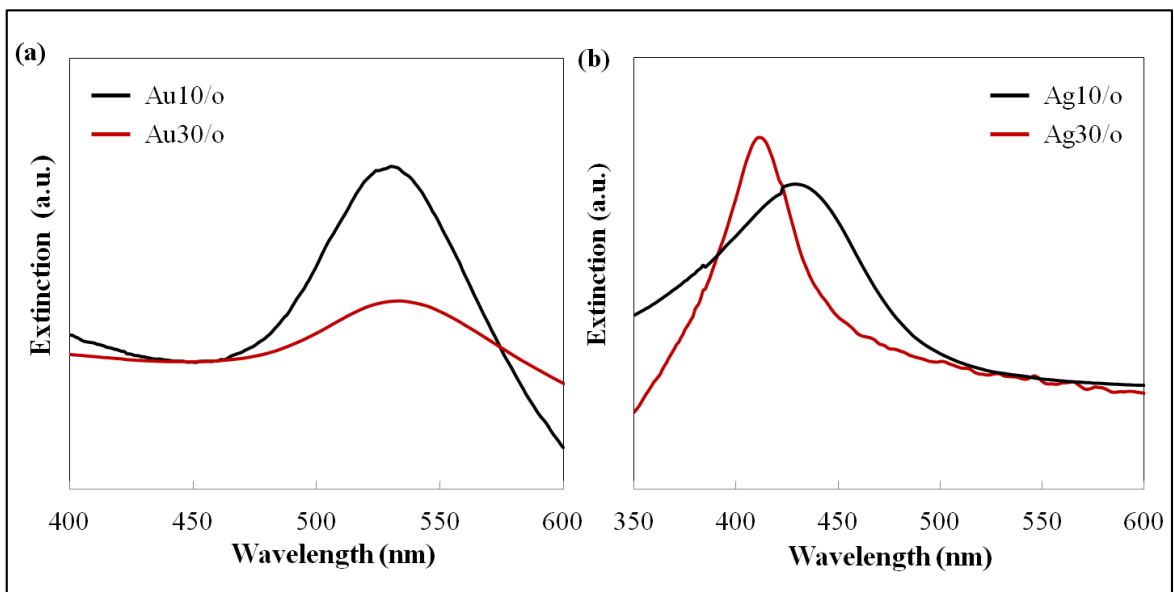 (a)
Au10/o
Au30/o
Extinction (a.u.)
400 450 500 550 600
Wavelength (nm)
(b)
Ag10/o
Ag30/o
Extinction (a.u.)
350 400 450 500 550 600
Wavelength (nm)